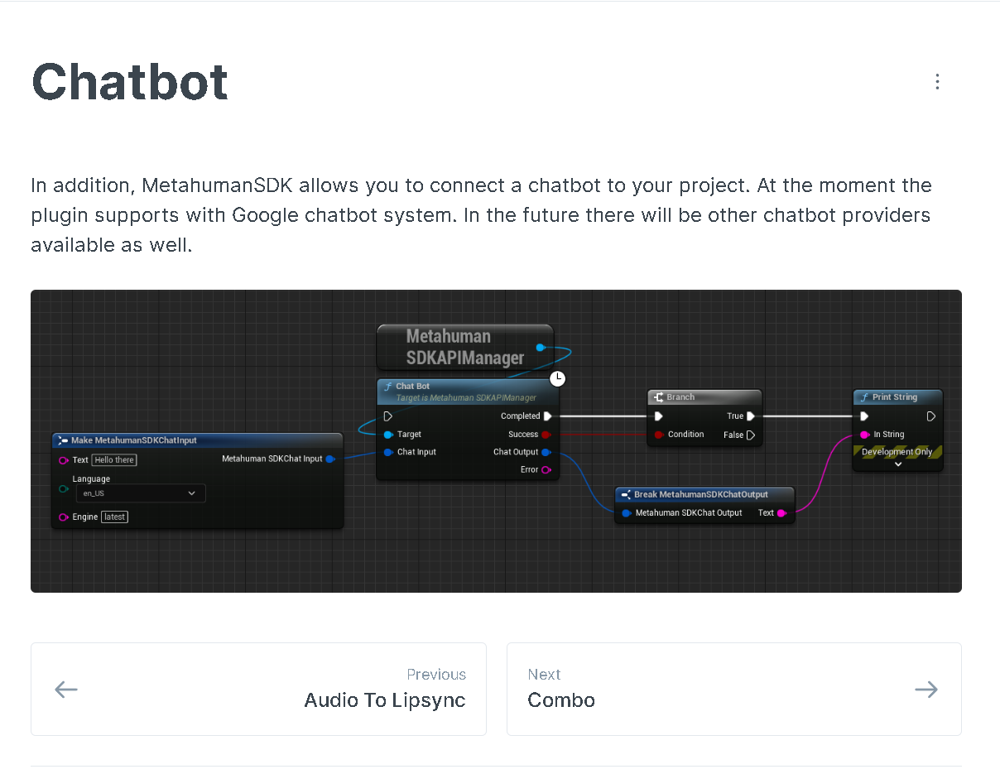 Chatbot
In addition, MetahumanSDK allows you to connect a chatbot to your project. At the moment the
plugin supports with Google chatbot system. In the future there will be other chatbot providers
available as well.
Metahuman
SDKAPIManager
Chat Bot
Target is Metahuman SDKAPIManager
Completed
Target
Success
Chat Input
Chat Output
Error
Make MetahumanSDKChatInput
Text Hello there
Metahuman SDKChat Input
Language
en_US
Engine latest
Branch
True
Condition
False
Break MetahumanSDKChatOutput
Metahuman SDKChat Output
Text
Print String
In String
Development Only
Previous
Audio To Lipsync
Next
Combo